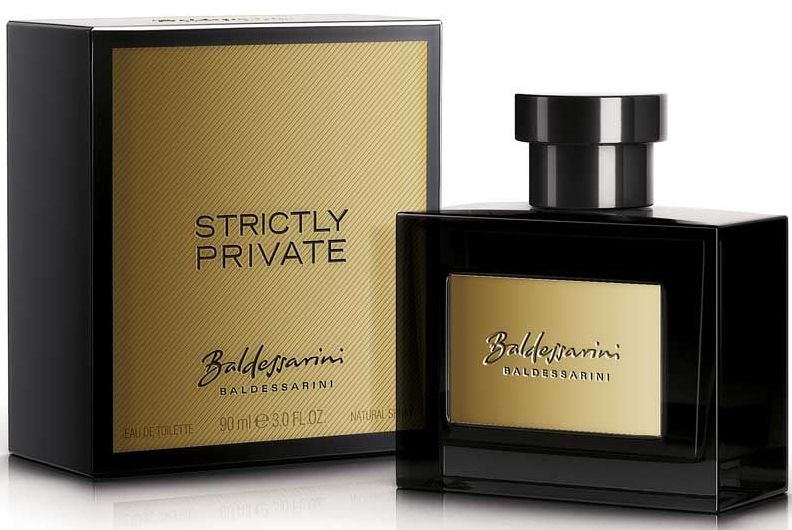 STRICTLY
PRIVATE
Baldessarini
BALDESSARINI
EAU DE TOILETTE 90 ml e 3.0 FL.OZ. NATURAL SPRAY
Baldessarini
BALDESSARINI